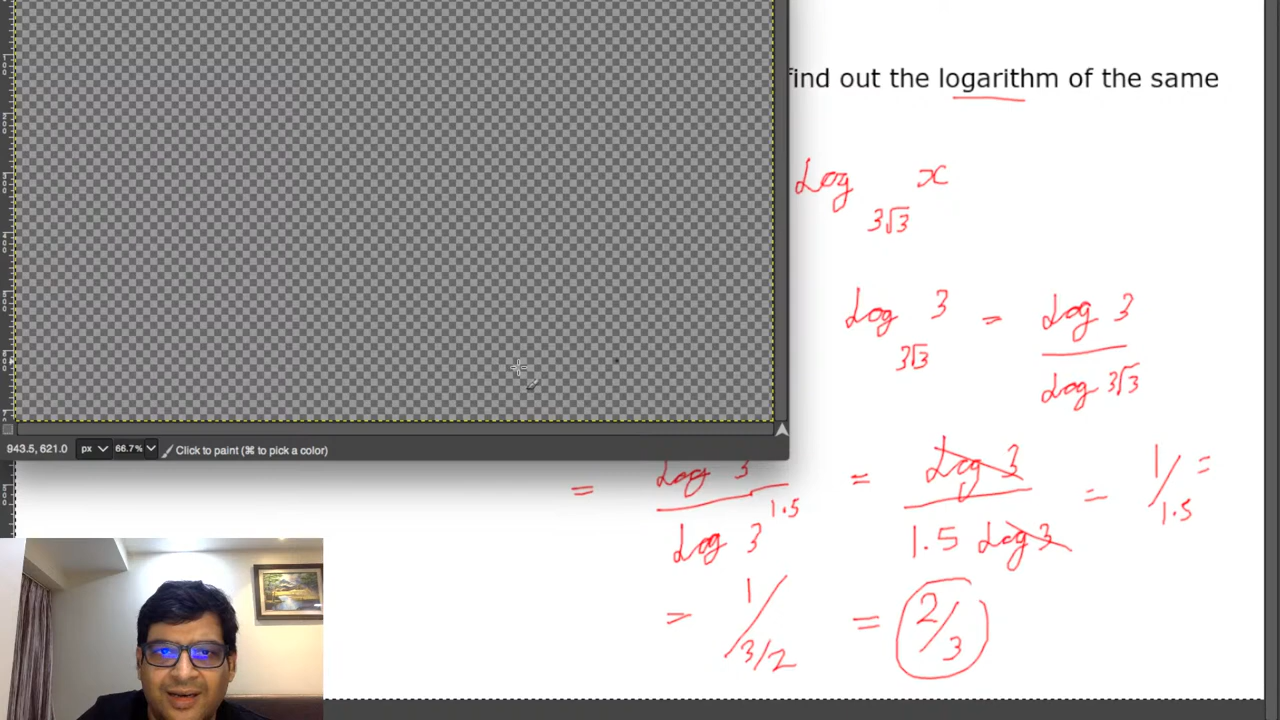 find out the logarithm of the same
Log 3√3 x
Log 3√3 3 = Log 3 / Log 3√3
943.5, 621.0 px 66.7% Click to paint (⌘ to pick a color)
= Log 3 / Log 3^1.5 = Log 3 / 1.5 Log 3 = 1/1.5 =
= 1/3/2 = 2/3